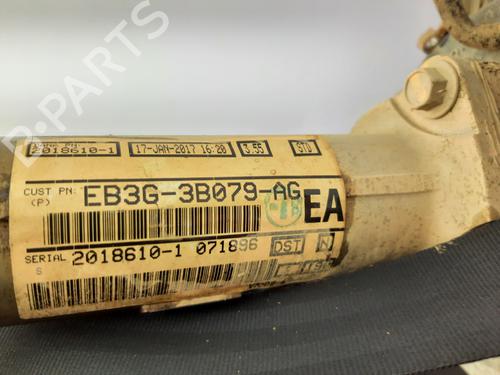 2018610-1 17-JAN-2017 16:20 3.55 STD
CUST PN: EB3G-3B079-AG EA
(P)
SERIAL 2018610-1 071896 DST N
S
B-PARTS